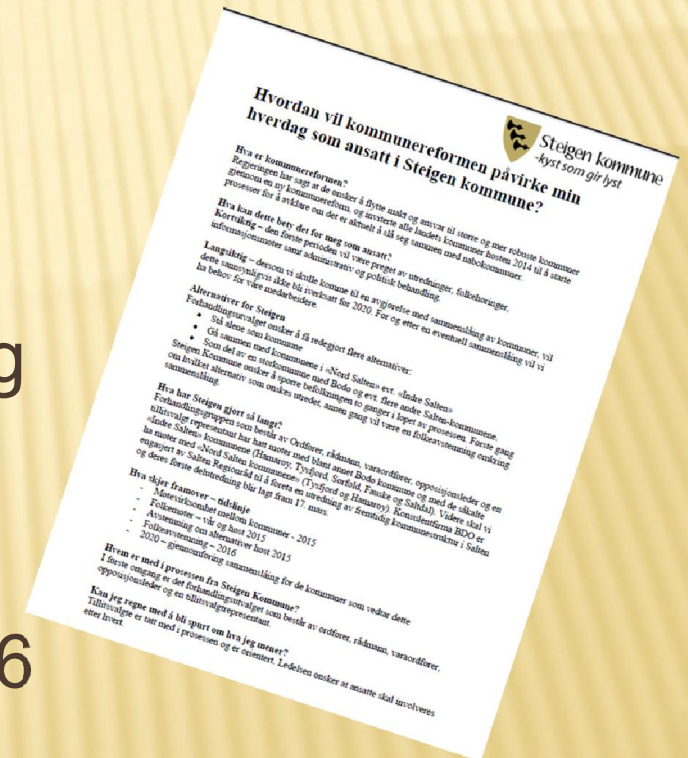 g
6
Steigen kommune
-kyst som gir lyst
Hvordan vil kommunereformen påvirke min
hverdag som ansatt i Steigen kommune?
Hva er kommunereformen?
Regjeringen har sagt at de ønsker å flytte makt og ansvar til større og mer robuste kommuner
gjennom en ny kommunereform, og inviterte alle landets kommuner høsten 2014 til å starte
prosesser for å avklare om det er aktuelt å slå seg sammen med nabokommuner.
Hva kan dette bety det for meg som ansatt?
Kortsiktig – den første perioden vil være preget av utredninger, folkehøringer,
informasjonsmøter samt administrativ og politisk behandling.
Langsiktig – dersom vi skulle komme til en avgjørelse med sammenslåing av kommuner, vil
dette sannsynligvis ikke bli iverksatt før 2020. For og etter en eventuell sammenslåing vil vi
ha behov for våre medarbeidere.
Alternativer for Steigen
Forhandlingsutvalget ønsker å få redegjort flere alternativer:
• Stå alene som kommune
• Gå sammen med kommunene i «Nord Salten» evt. «Indre Salten»
• Som del av en storkommune med Bodø og evt. flere andre Salten-kommunene.
Steigen Kommune ønsker å spørre befolkningen to ganger i løpet av prosessen. Første gang
om hvilket alternativ som ønskes utredet, annen gang vil være en folkeavstemning omkring
sammenslåing.
Hva har Steigen gjort så langt?
Forhandlingsgruppen som består av Ordfører, rådmann, varaordfører, opposisjonsleder og en
tillitsvalgt representant har hatt møter med blant annet Bodø kommune og med de såkalte
«Indre Salten» kommunene (Hamarøy, Tysfjord, Sørfold, Fauske og Saltdal). Videre skal vi
ha møter med «Nord Salten kommunene» (Tysfjord og Hamarøy). Konsulentfirma BDO er
engasjert av Salten Regionråd til å foreta en utredning av fremtidig kommunestruktur i Salten
og deres første delutredning blir lagt fram 17. mars.
Hva skjer framover – tidslinje
- Møtevirksomhet mellom kommuner - 2015
- Folkemøter – vår og høst 2015
- Avstemning om alternativer høst 2015
- Folkeavstemning – 2016
- 2020 – gjennomføring sammenslåing for de kommuner som vedtar dette
Hvem er med i prosessen fra Steigen Kommune?
I første omgang er det forhandlingsutvalget som består av ordfører, rådmann, varaordfører,
opposisjonsleder og en tillitsvalgtrepresentant.
Kan jeg regne med å bli spurt om hva jeg mener?
Tillitsvalgte er tatt med i prosessen og er orientert. Ledelsen ønsker at ansatte skal involveres
etter hvert.